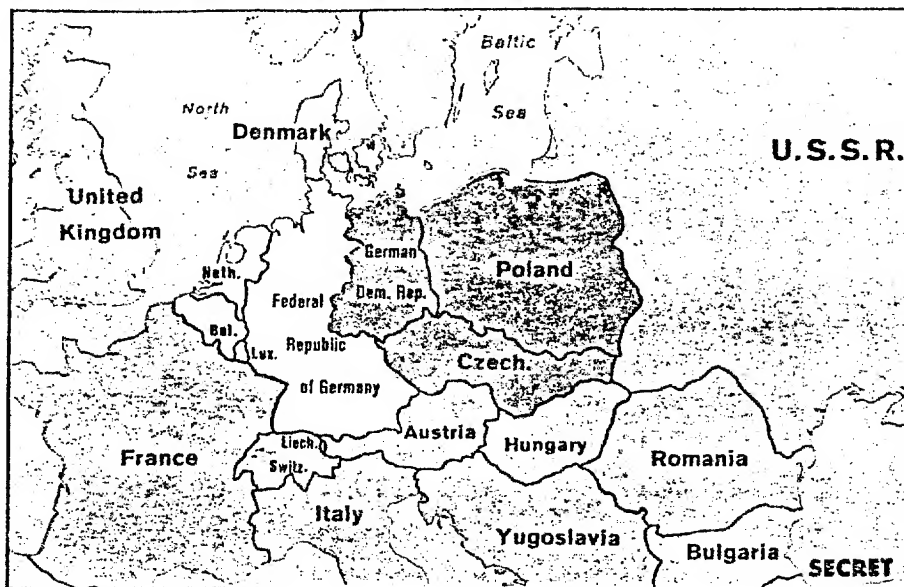 Baltic
Sea
North
Sea
Denmark
U.S.S.R.
United
Kingdom
Neth.
German
Dem. Rep.
Poland
Federal
Republic
of Germany
Bel.
Lux.
Czech.
France
Liech.
Switz.
Austria
Hungary
Romania
Italy
Yugoslavia
Bulgaria
SECRET